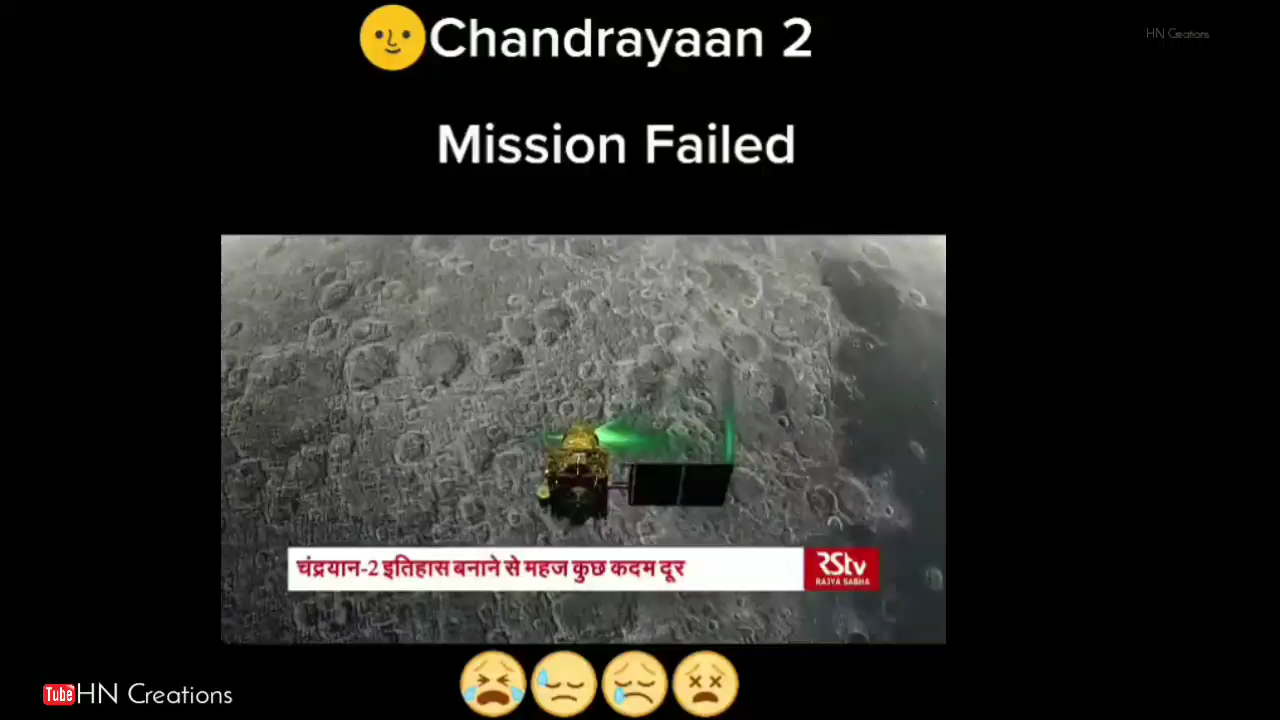 🌝Chandrayaan 2
HN Creations
Mission Failed
चंद्रयान-2 इतिहास बनाने से महज कुछ कदम दूर
RStv
RAJYA SABHA
Tube HN Creations